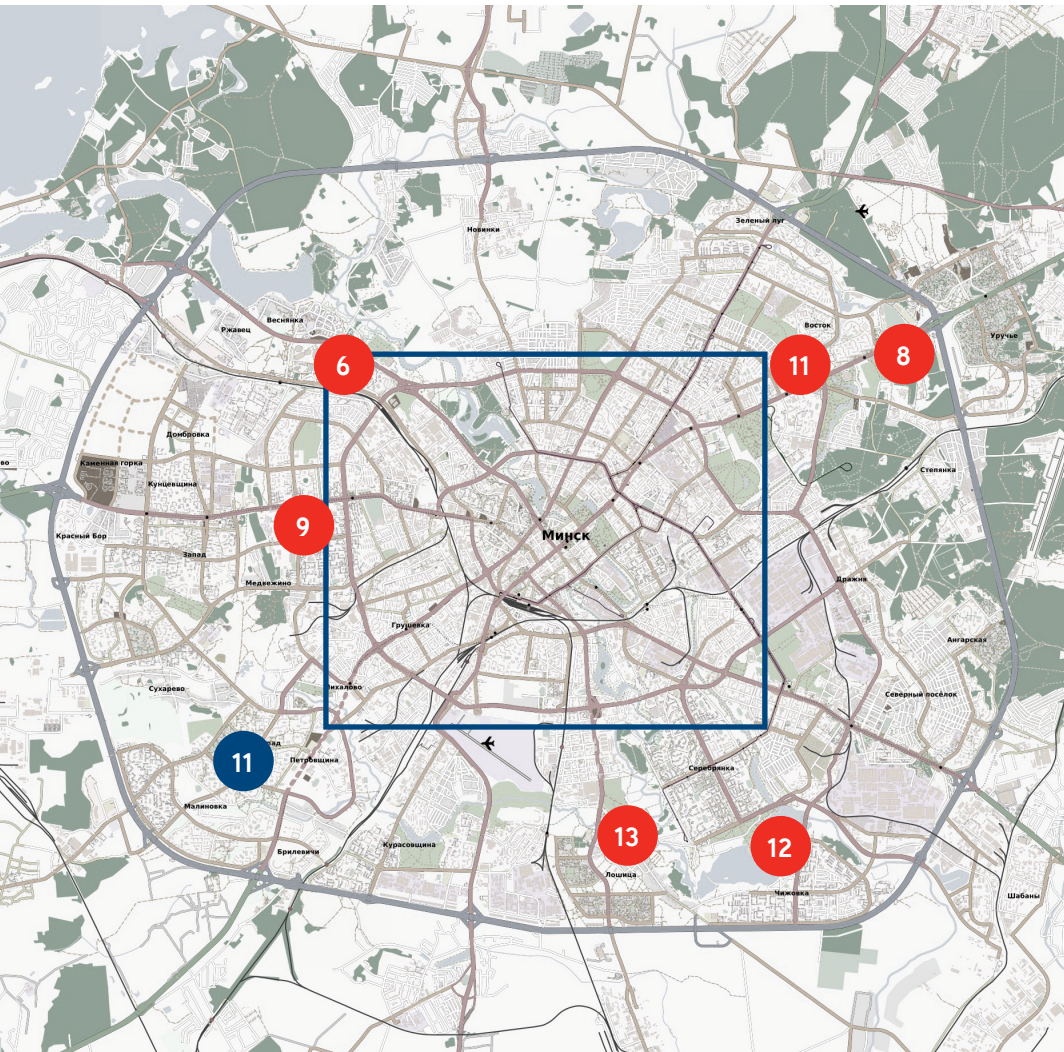 Зеленый луг
Новинки
Веснянка
Восток
Ржавец
Уручье
6
11
8
Домбровка
Каменная горка
Степянка
Кунцевщина
9
Красный Бор
Минск
Запад
Медвежино
Дражня
Грушевка
Ангарская
Сухарево
Михалово
Северный посёлок
11
Петровщина
Серебрянка
Малиновка
13
12
Курасовщина
Брилевичи
Лошица
Чижовка
Шабаны